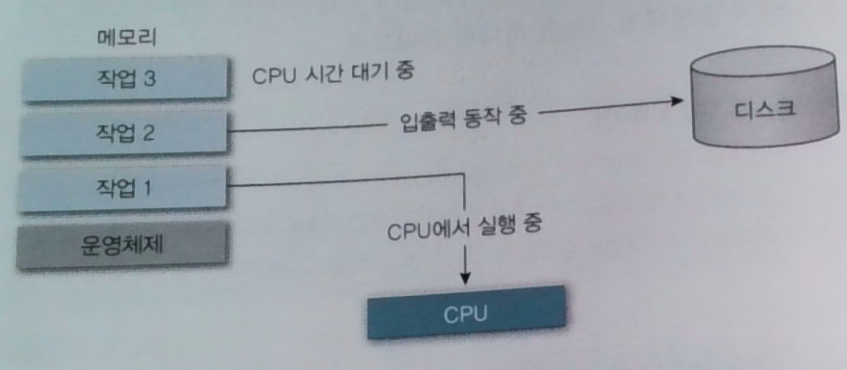 메모리
작업 3
CPU 시간 대기 중
작업 2
입출력 동작 중
디스크
작업 1
CPU에서 실행 중
운영체제
CPU